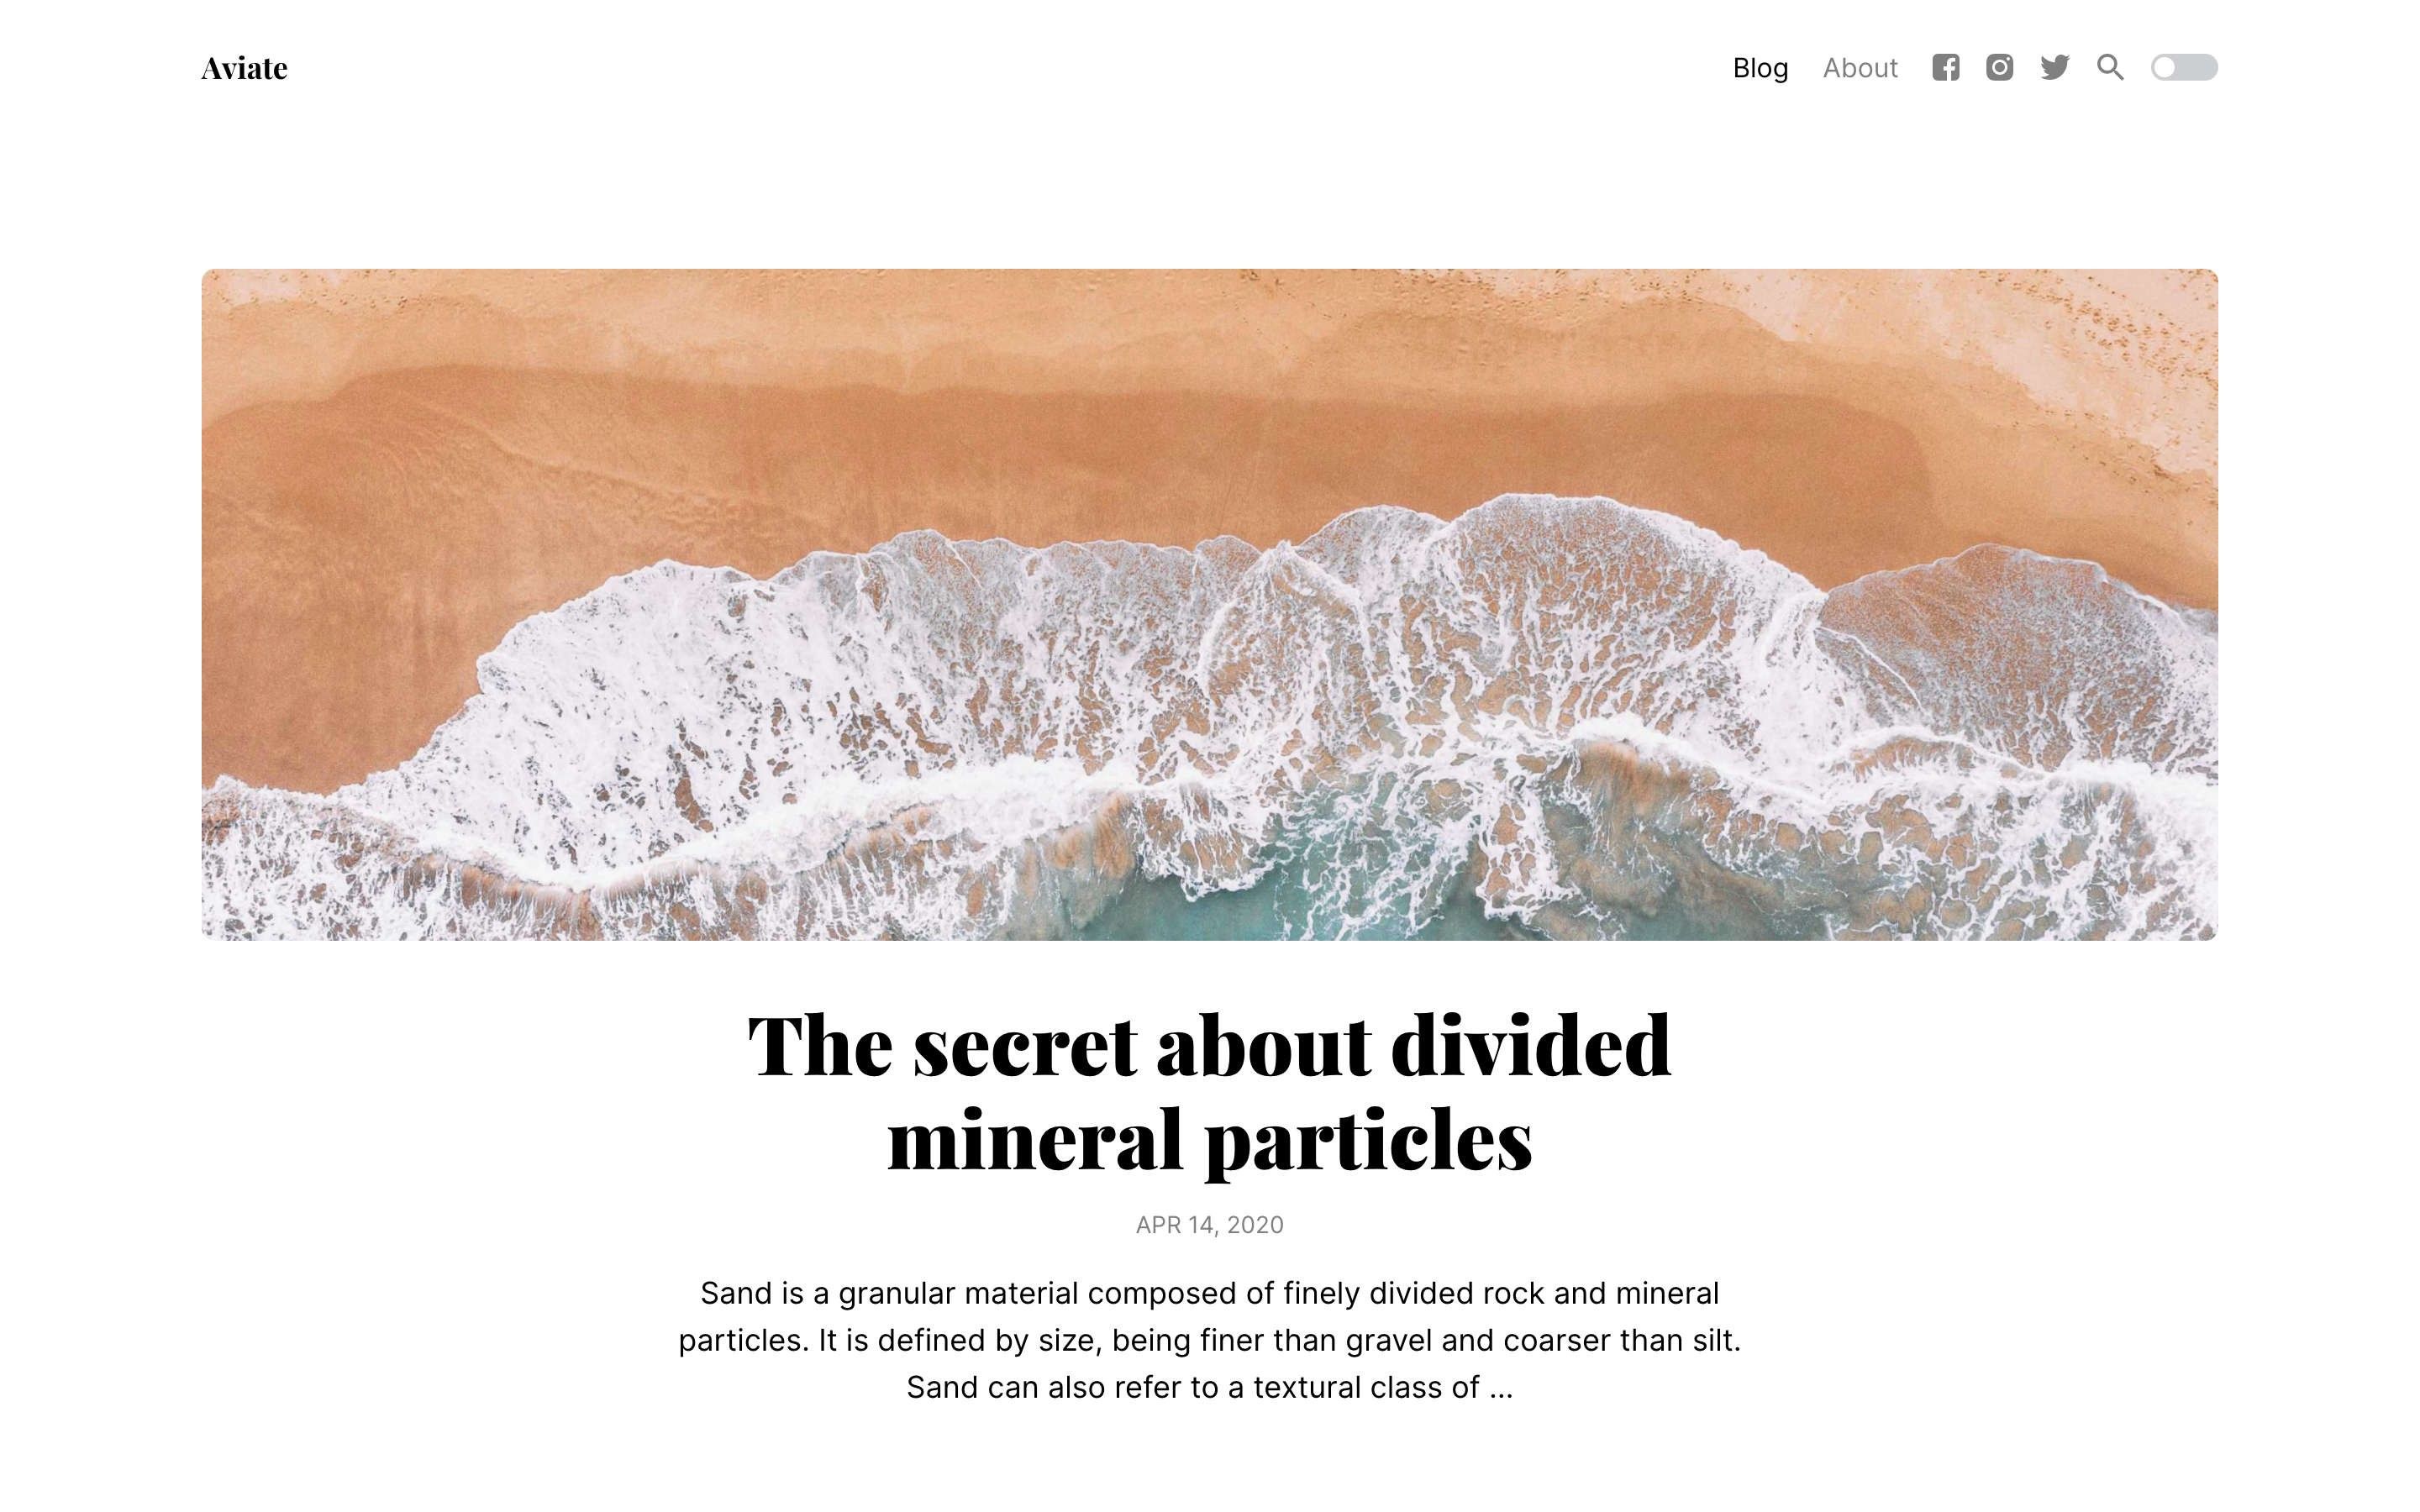 Aviate
Blog About
The secret about divided
mineral particles
APR 14, 2020
Sand is a granular material composed of finely divided rock and mineral
particles. It is defined by size, being finer than gravel and coarser than silt.
Sand can also refer to a textural class of ...